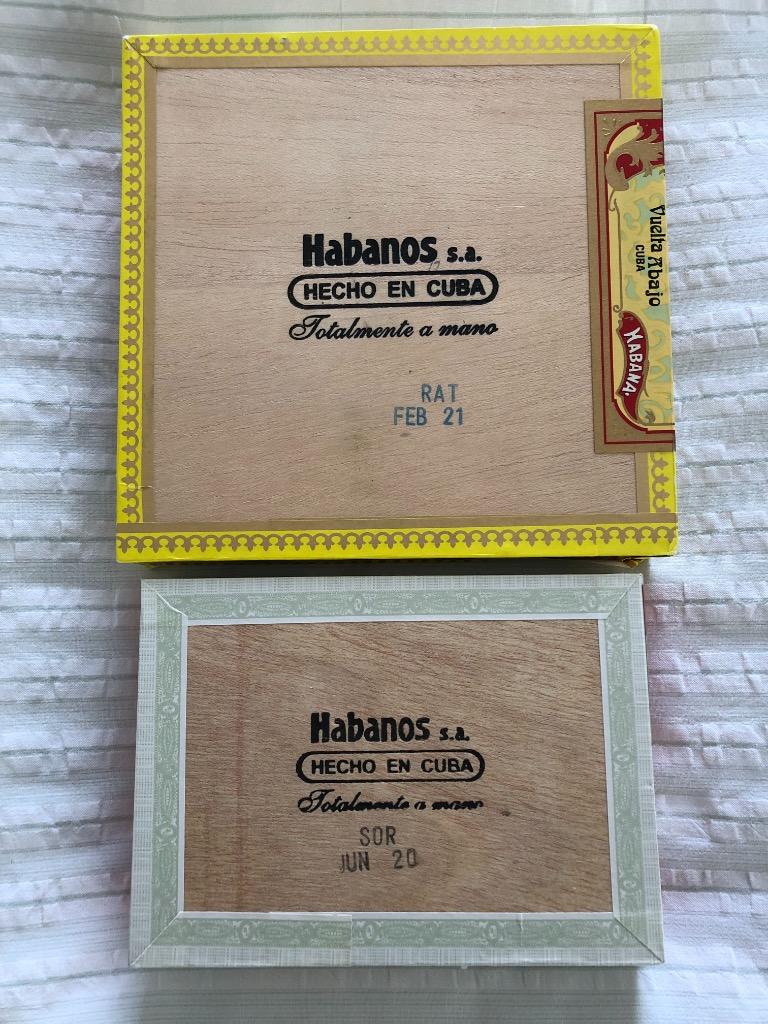 Habanos s.a.
HECHO EN CUBA
Totalmente a mano
RAT
FEB 21
Vuelta Abajo
CUBA
HABANA.
Habanos s.a.
HECHO EN CUBA
Totalmente a mano
SOR
JUN 20